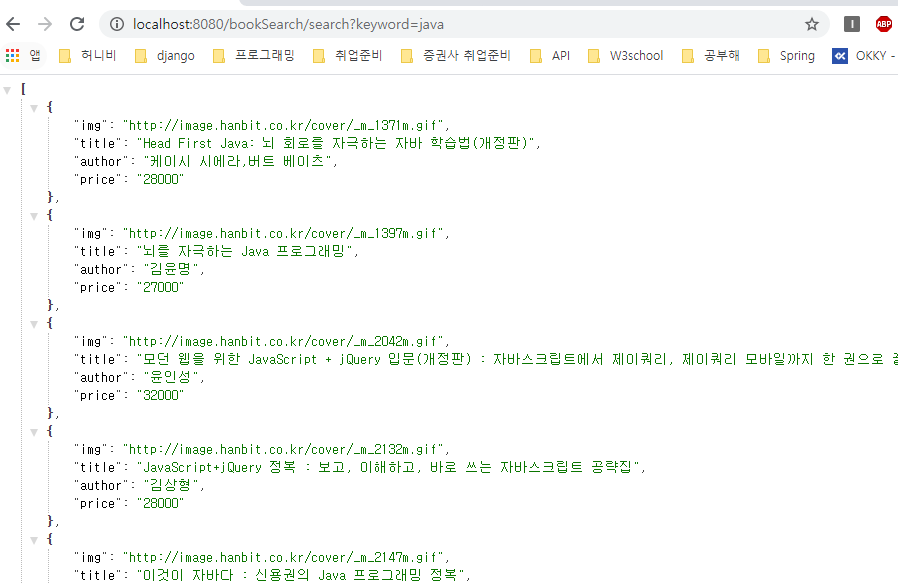 localhost:8080/bookSearch/search?keyword=java
I
ABP
앱 허니비 django 프로그래밍 취업준비 증권사 취업준비 API W3school 공부해 Spring OKKY -
[
{
"img": "http://image.hanbit.co.kr/cover/_m_1371m.gif",
"title": "Head First Java: 뇌 회로를 자극하는 자바 학습법(개정판)",
"author": "케이시 시에라,버트 베이츠",
"price": "28000"
},
{
"img": "http://image.hanbit.co.kr/cover/_m_1397m.gif",
"title": "뇌를 자극하는 Java 프로그래밍",
"author": "김윤명",
"price": "27000"
},
{
"img": "http://image.hanbit.co.kr/cover/_m_2042m.gif",
"title": "모던 웹을 위한 JavaScript + jQuery 입문(개정판) : 자바스크립트에서 제이쿼리, 제이쿼리 모바일까지 한 권으로
"author": "윤인성",
"price": "32000"
},
{
"img": "http://image.hanbit.co.kr/cover/_m_2132m.gif",
"title": "JavaScript+jQuery 정복 : 보고, 이해하고, 바로 쓰는 자바스크립트 공략집",
"author": "김상형",
"price": "28000"
},
{
"img": "http://image.hanbit.co.kr/cover/_m_2147m.gif",
"title": "이것이 자바다 : 신용권의 Java 프로그래밍 정복",